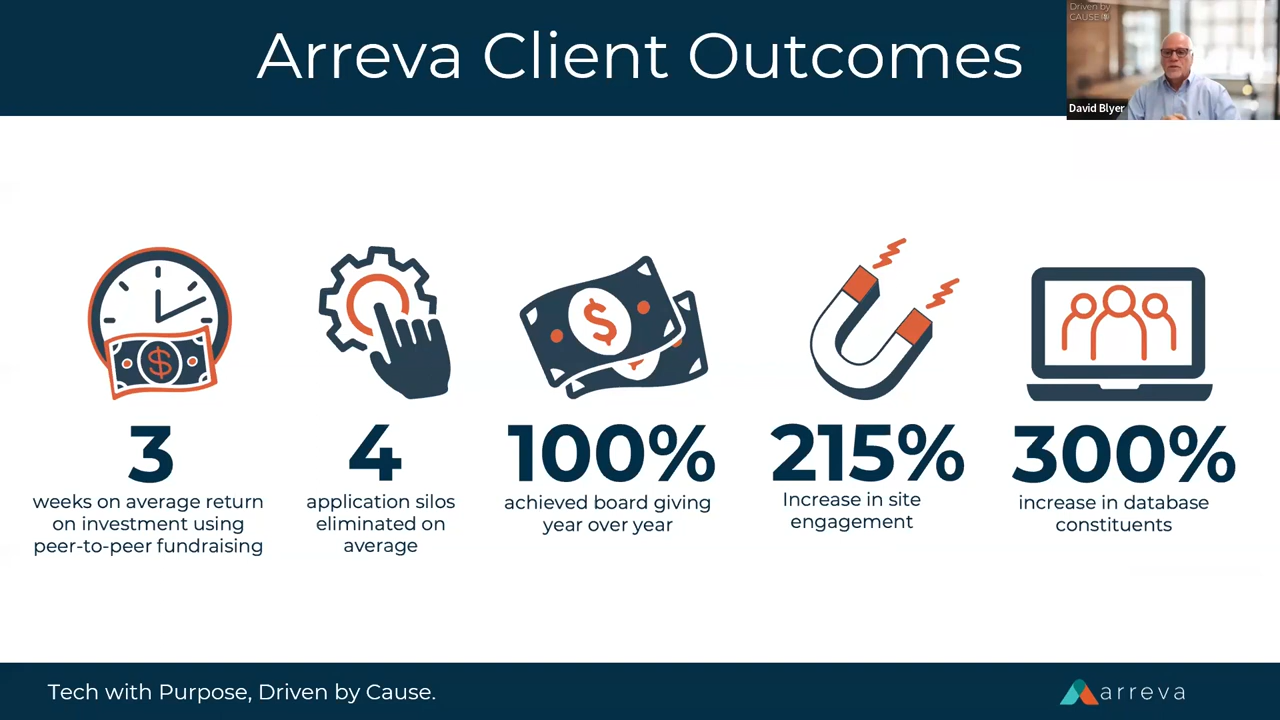 Arreva Client Outcomes
Driven by
CAUSE
David Blyer
3
weeks on average return
on investment using
peer-to-peer fundraising
4
application silos
eliminated on
average
100%
achieved board giving
year over year
215%
Increase in site
engagement
300%
increase in database
constituents
Tech with Purpose, Driven by Cause.
arreva